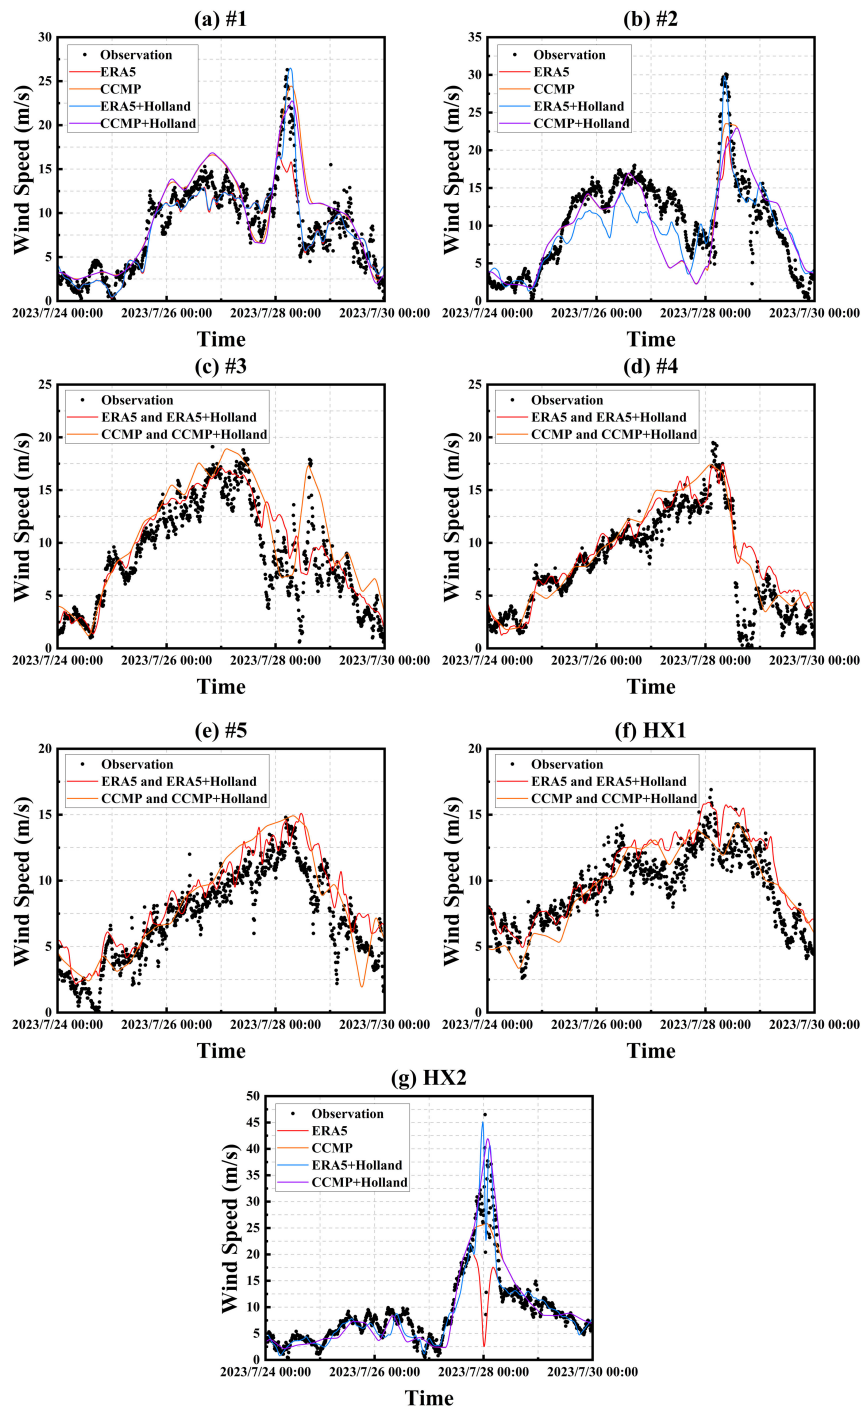 (a) #1
Wind Speed (m/s)
30
25
20
15
10
5
0
Observation
ERA5
CCMP
ERA5+Holland
CCMP+Holland
2023/7/24 00:00
2023/7/26 00:00
2023/7/28 00:00
2023/7/30 00:00
Time
(b) #2
Wind Speed (m/s)
35
30
25
20
15
10
5
0
Observation
ERA5
CCMP
ERA5+Holland
CCMP+Holland
2023/7/24 00:00
2023/7/26 00:00
2023/7/28 00:00
2023/7/30 00:00
Time
(c) #3
Wind Speed (m/s)
25
20
15
10
5
0
Observation
ERA5 and ERA5+Holland
CCMP and CCMP+Holland
2023/7/24 00:00
2023/7/26 00:00
2023/7/28 00:00
2023/7/30 00:00
Time
(d) #4
Wind Speed (m/s)
25
20
15
10
5
0
Observation
ERA5 and ERA5+Holland
CCMP and CCMP+Holland
2023/7/24 00:00
2023/7/26 00:00
2023/7/28 00:00
2023/7/30 00:00
Time
(e) #5
Wind Speed (m/s)
20
15
10
5
0
Observation
ERA5 and ERA5+Holland
CCMP and CCMP+Holland
2023/7/24 00:00
2023/7/26 00:00
2023/7/28 00:00
2023/7/30 00:00
Time
(f) HX1
Wind Speed (m/s)
20
15
10
5
0
Observation
ERA5 and ERA5+Holland
CCMP and CCMP+Holland
2023/7/24 00:00
2023/7/26 00:00
2023/7/28 00:00
2023/7/30 00:00
Time
(g) HX2
Wind Speed (m/s)
50
45
40
35
30
25
20
15
10
5
0
Observation
ERA5
CCMP
ERA5+Holland
CCMP+Holland
2023/7/24 00:00
2023/7/26 00:00
2023/7/28 00:00
2023/7/30 00:00
Time